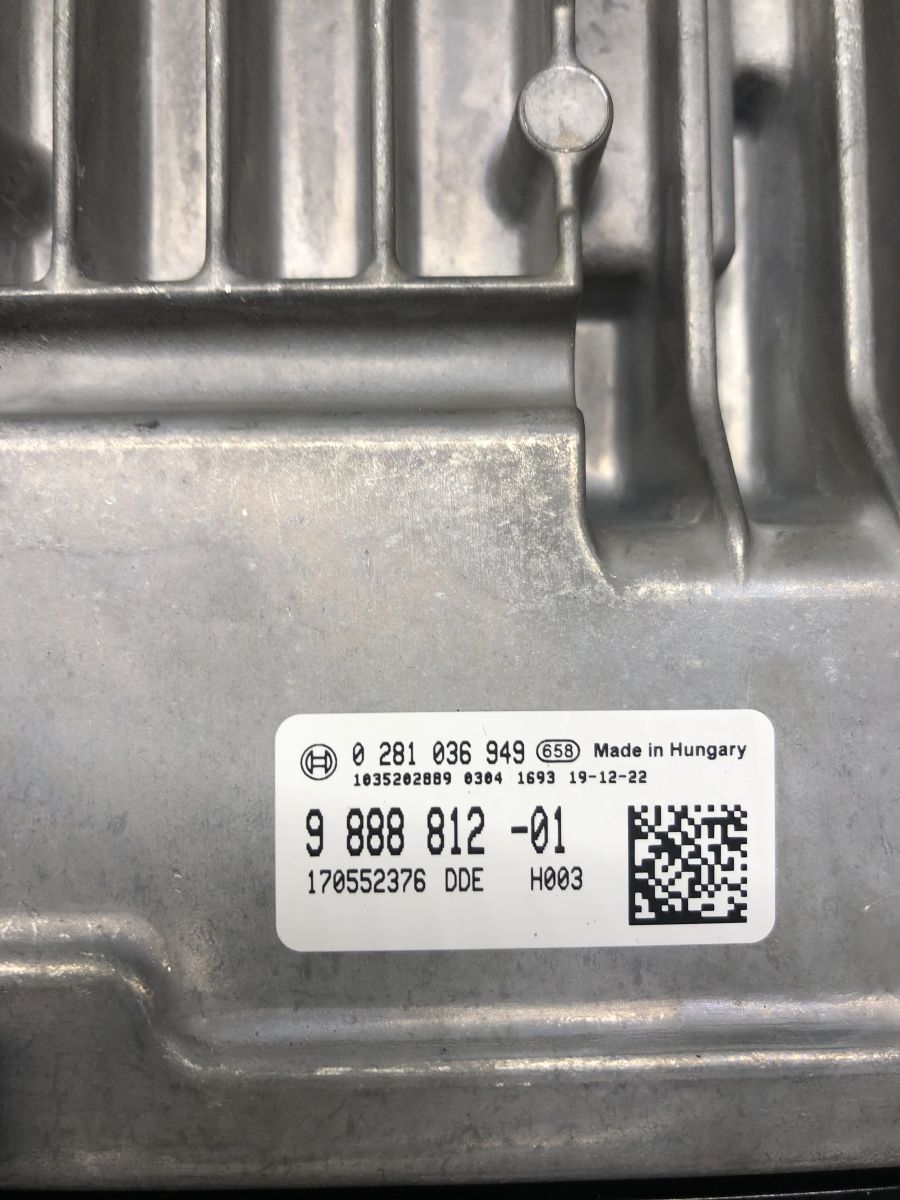 0 281 036 949 658 Made in Hungary
1035202889 0304 1693 19-12-22
9 888 812 -01
170552376 DDE H003